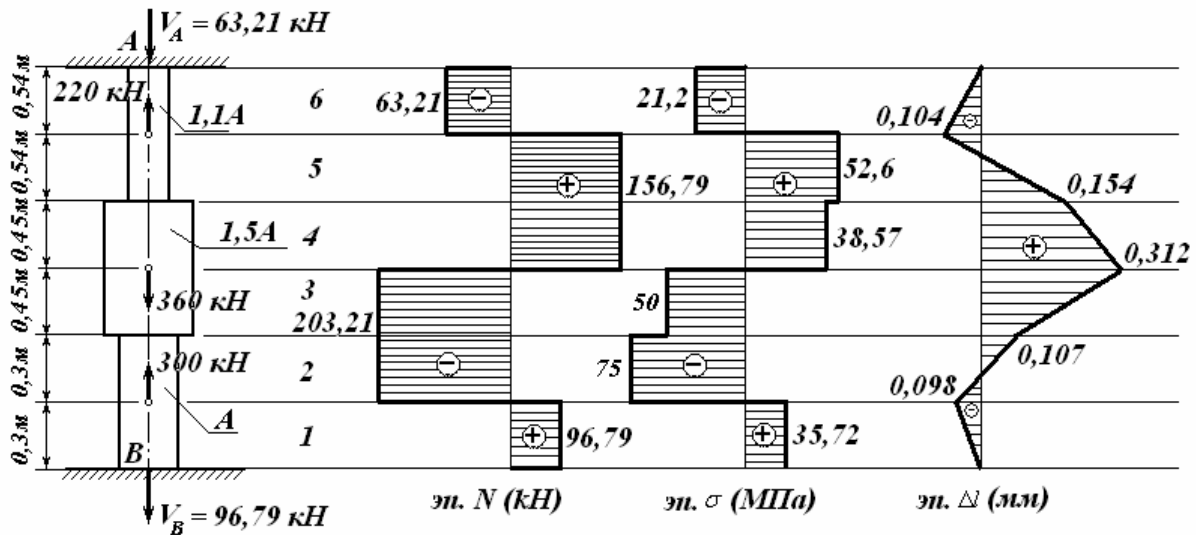 V_A = 63,21 кН
A
0,54м
220 кН
1,1А
6
63,21
−
21,2
−
0,104
−
0,54м
5
+
156,79
+
52,6
0,154
0,45м
1,5А
4
38,57
+
0,312
0,45м
360 кН
3
203,21
50
0,3м
300 кН
2
−
75
−
0,107
0,098
−
А
0,3м
В
1
+
96,79
+
35,72
V_B = 96,79 кН
эп. N (кН)
эп. σ (МПа)
эп. Δl (мм)